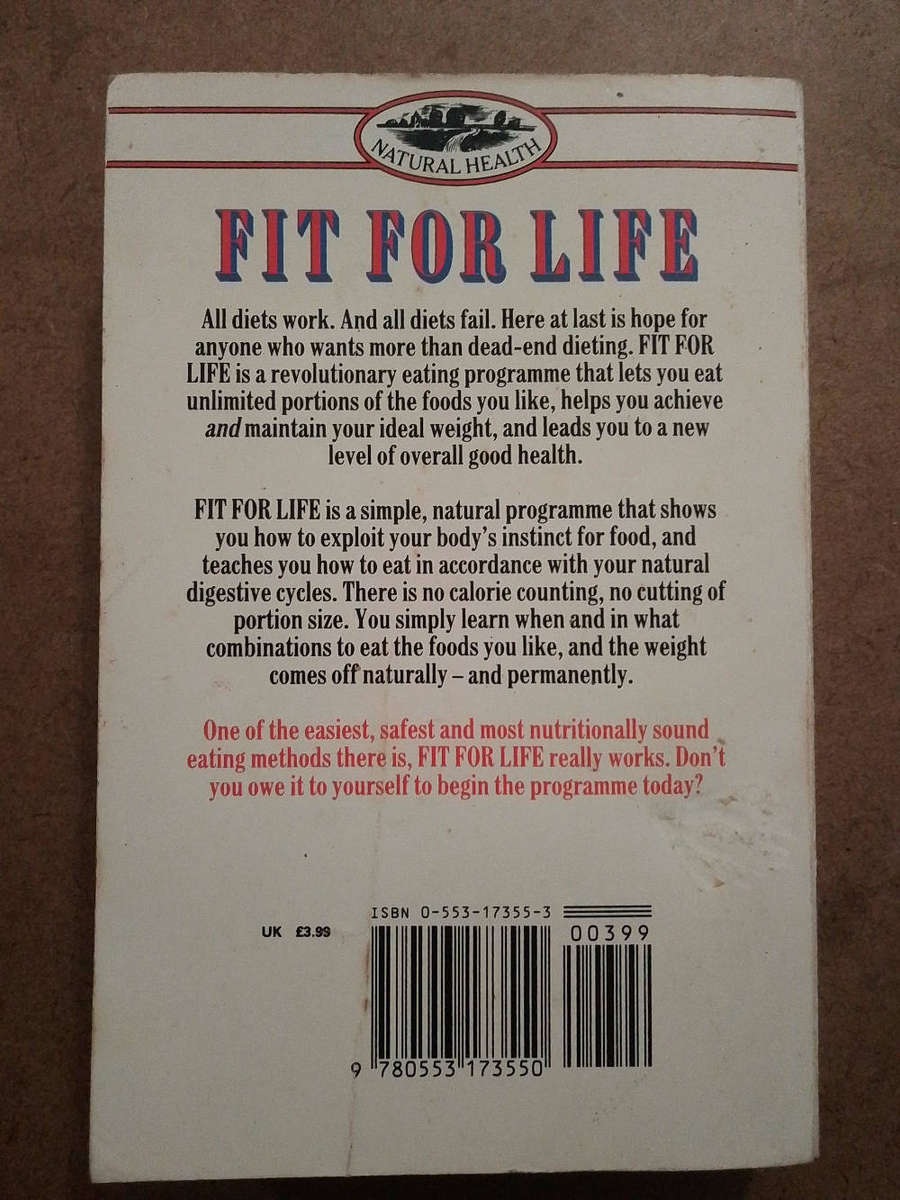 NATURAL HEALTH
FIT FOR LIFE
All diets work. And all diets fail. Here at last is hope for
anyone who wants more than dead-end dieting. FIT FOR
LIFE is a revolutionary eating programme that lets you eat
unlimited portions of the foods you like, helps you achieve
and maintain your ideal weight, and leads you to a new
level of overall good health.
FIT FOR LIFE is a simple, natural programme that shows
you how to exploit your body's instinct for food, and
teaches you how to eat in accordance with your natural
digestive cycles. There is no calorie counting, no cutting of
portion size. You simply learn when and in what
combinations to eat the foods you like, and the weight
comes off naturally – and permanently.
One of the easiest, safest and most nutritionally sound
eating methods there is, FIT FOR LIFE really works. Don't
you owe it to yourself to begin the programme today?
ISBN 0-553-17355-3
UK £3.99
00399
9 780553 173550